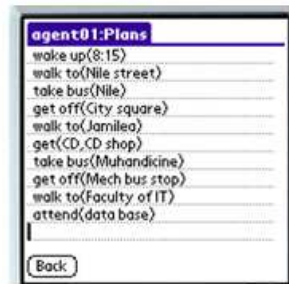 agent01:Plans
wake up(8:15)
walk to(Nile street)
take bus(Nile)
get off(City square)
walk to(Jamilea)
get(CD,CD shop)
take bus(Muhandicine)
get off(Mech bus stop)
walk to(Faculty of IT)
attend(data base)
Back